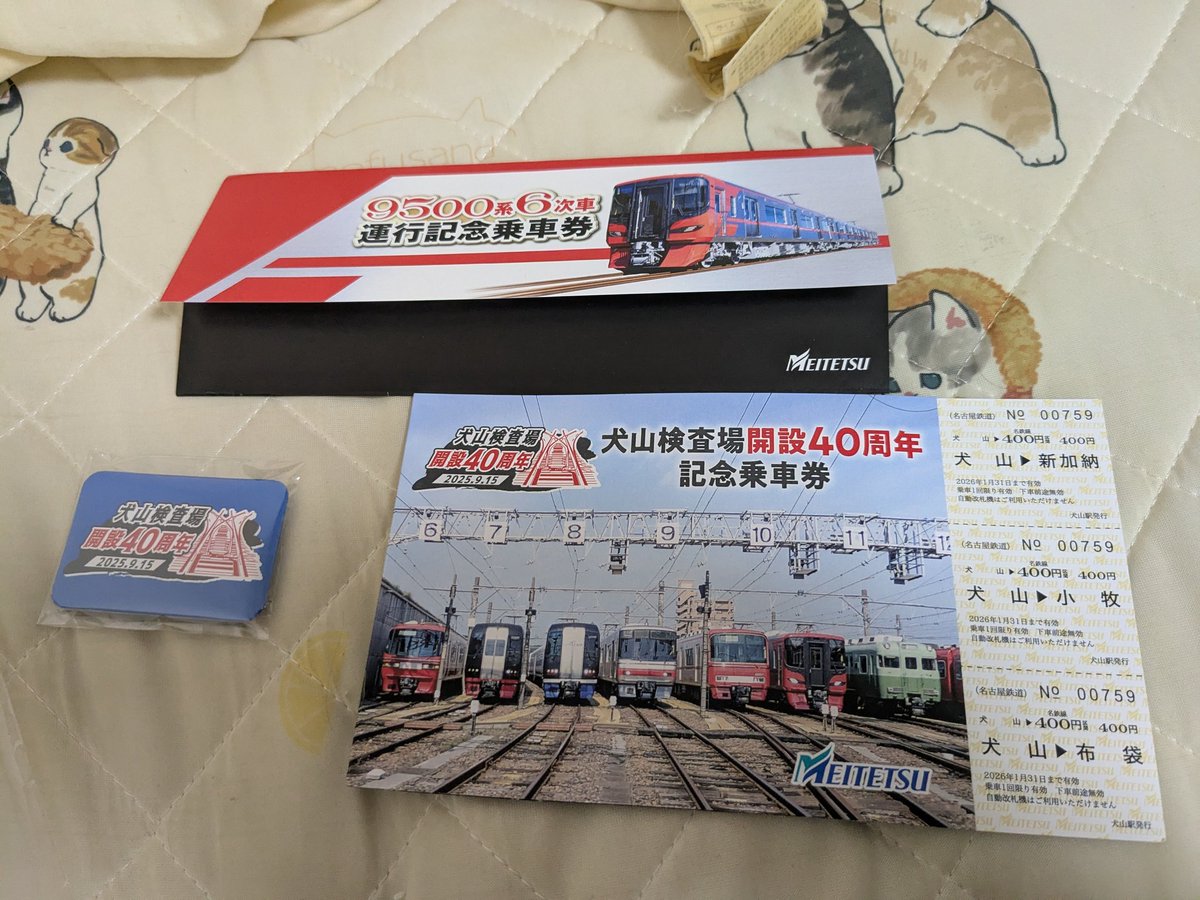 9500系6次車
運行記念乗車券
MEITETSU
犬山検査場
開設40周年
2025.9.15
犬山検査場
開設40周年
2025.9.15
犬山検査場開設40周年
記念乗車券
6 7 8 9 10 11 12
MEITETSU
(名古屋鉄道) № 00759
犬山▶名鉄線400円区間 400円
犬山▶新加納
2026年1月31日まで有効
乗車1回限り有効 下車前途無効
自動改札機はご利用いただけません
犬山駅発行
(名古屋鉄道) № 00759
犬山▶名鉄線400円区間 400円
犬山▶小牧
2026年1月31日まで有効
乗車1回限り有効 下車前途無効
自動改札機はご利用いただけません
犬山駅発行
(名古屋鉄道) № 00759
犬山▶名鉄線400円区間 400円
犬山▶布袋
2026年1月31日まで有効
乗車1回限り有効 下車前途無効
自動改札機はご利用いただけません
犬山駅発行